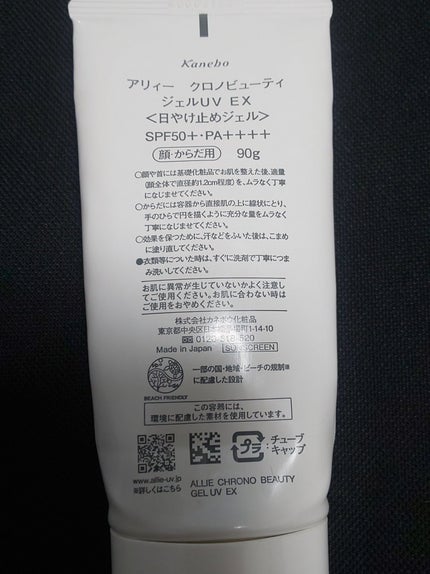 Kanebo
アリィー クロノビューティ
ジェルUV EX
＜日やけ止めジェル＞
SPF50+・PA++++
顔・からだ用 90g
○顔や首には基礎化粧品でお肌を整えた後、適量
(顔全体で直径約1.2cm程度)を、ムラなく丁寧
になじませてください。
○からだには容器から直接肌の上に線状にとり、
手のひらで円を描くように充分な量をムラなく
丁寧になじませてください。
○効果を保つために、汗などをふいた後は、こまめ
に塗り直してください。
●衣類等についた時は、すぐに洗剤で丁寧につま
み洗いしてください。
お肌に異常が生じていないかよく注意し
てご使用ください。お肌に合わない時は
ご使用をおやめください。
株式会社カネボウ化粧品
東京都中央区日本橋茅場町1-14-10
0120-518-520
Made in Japan SUNSCREEN
一部の国・地域・ビーチの規制※
に配慮した設計
BEACH FRIENDLY
この容器には、
環境に配慮した素材を使用しています。
プラ
チューブ
キャップ
www.allie-uv.jp
※詳しくはこちら
ALLIE CHRONO BEAUTY
GEL UV EX